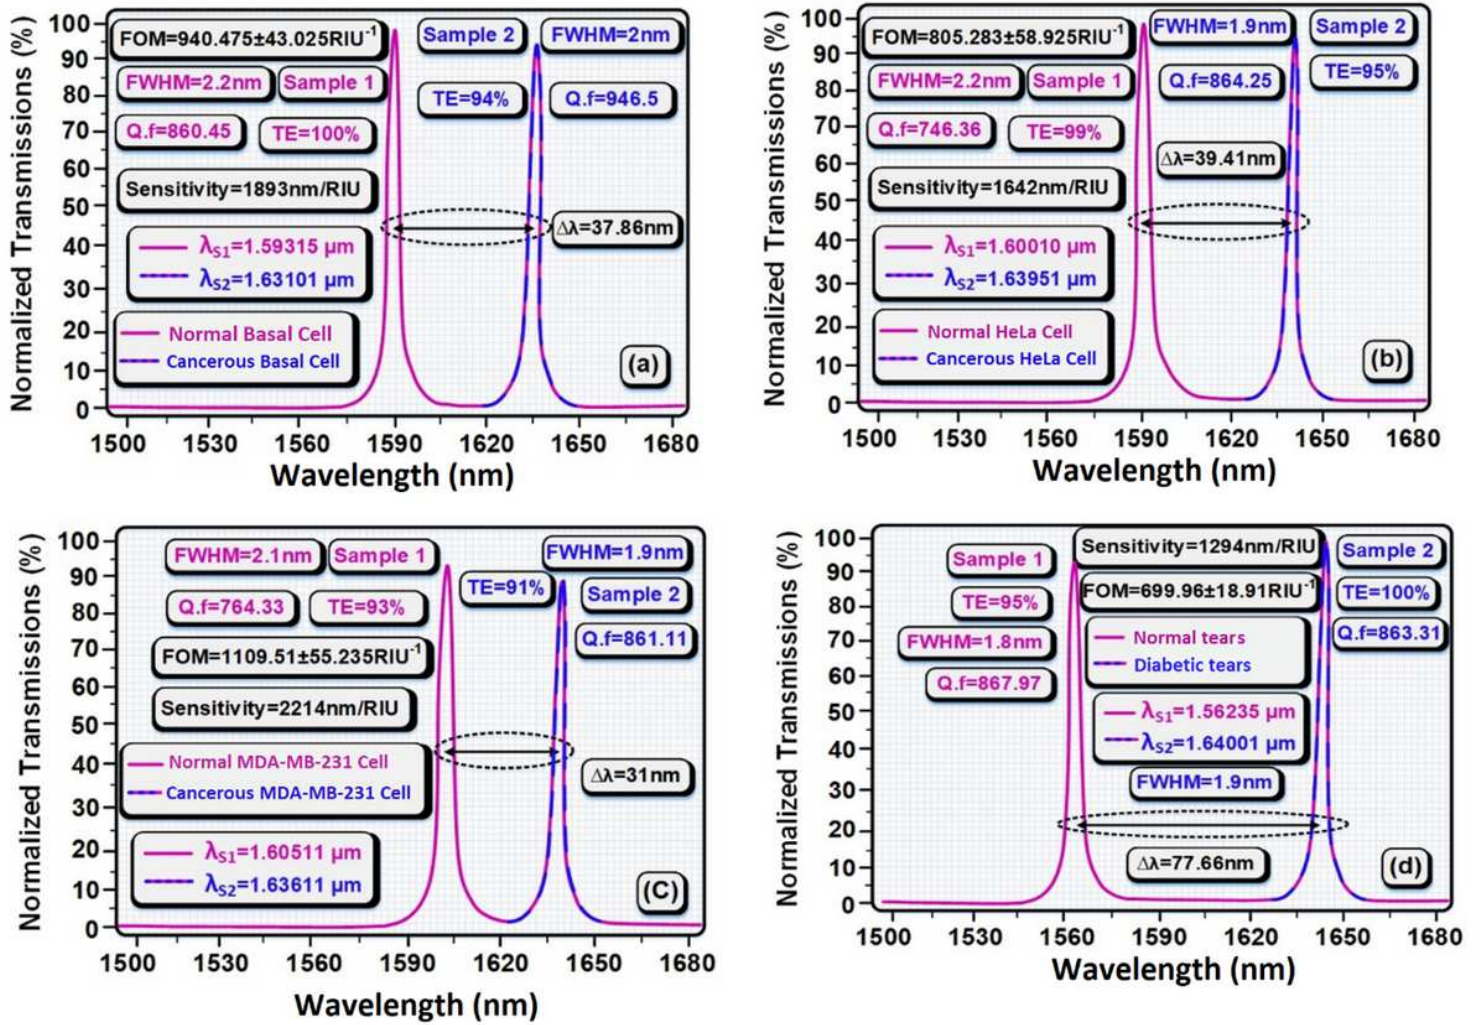 Normalized Transmissions (%)
100
90
80
70
60
50
40
30
20
10
0
FOM=940.475±43.025RIU⁻¹
Sample 2
FWHM=2nm
FWHM=2.2nm
Sample 1
TE=94%
Q.f=946.5
Q.f=860.45
TE=100%
Sensitivity=1893nm/RIU
Δλ=37.86nm
λS1=1.59315 µm
λS2=1.63101 µm
Normal Basal Cell
Cancerous Basal Cell
(a)
1500 1530 1560 1590 1620 1650 1680
Wavelength (nm)
Normalized Transmissions (%)
100
90
80
70
60
50
40
30
20
10
0
FOM=805.283±58.925RIU⁻¹
FWHM=1.9nm
Sample 2
FWHM=2.2nm
Sample 1
Q.f=864.25
TE=95%
Q.f=746.36
TE=99%
Δλ=39.41nm
Sensitivity=1642nm/RIU
λS1=1.60010 µm
λS2=1.63951 µm
Normal HeLa Cell
Cancerous HeLa Cell
(b)
1500 1530 1560 1590 1620 1650 1680
Wavelength (nm)
Normalized Transmissions (%)
100
90
80
70
60
50
40
30
20
10
0
FWHM=2.1nm
Sample 1
FWHM=1.9nm
TE=91%
Sample 2
Q.f=764.33
TE=93%
Q.f=861.11
FOM=1109.51±55.235RIU⁻¹
Sensitivity=2214nm/RIU
Normal MDA-MB-231 Cell
Cancerous MDA-MB-231 Cell
Δλ=31nm
λS1=1.60511 µm
λS2=1.63611 µm
(C)
1500 1530 1560 1590 1620 1650 1680
Wavelength (nm)
Normalized Transmissions (%)
100
90
80
70
60
50
40
30
20
10
0
Sample 1
Sensitivity=1294nm/RIU
Sample 2
TE=95%
FOM=699.96±18.91RIU⁻¹
TE=100%
FWHM=1.8nm
Normal tears
Diabetic tears
Q.f=863.31
Q.f=867.97
λS1=1.56235 µm
λS2=1.64001 µm
FWHM=1.9nm
Δλ=77.66nm
(d)
1500 1530 1560 1590 1620 1650 1680
Wavelength (nm)